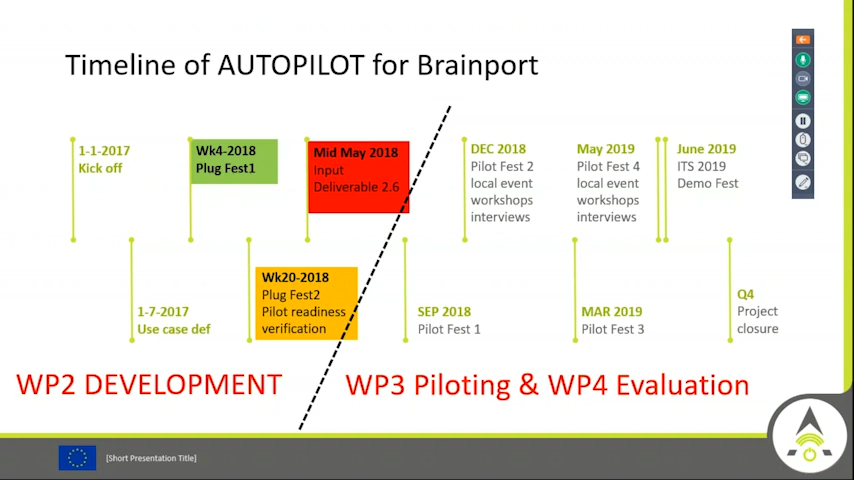 Timeline of AUTOPILOT for Brainport
1-1-2017
Kick off
Wk4-2018
Plug Fest1
Mid May 2018
Input
Deliverable 2.6
DEC 2018
Pilot Fest 2
local event
workshops
interviews
May 2019
Pilot Fest 4
local event
workshops
interviews
June 2019
ITS 2019
Demo Fest
1-7-2017
Use case def
Wk20-2018
Plug Fest2
Pilot readiness
verification
SEP 2018
Pilot Fest 1
MAR 2019
Pilot Fest 3
Q4
Project
closure
WP2 DEVELOPMENT
WP3 Piloting & WP4 Evaluation
[Short Presentation Title]